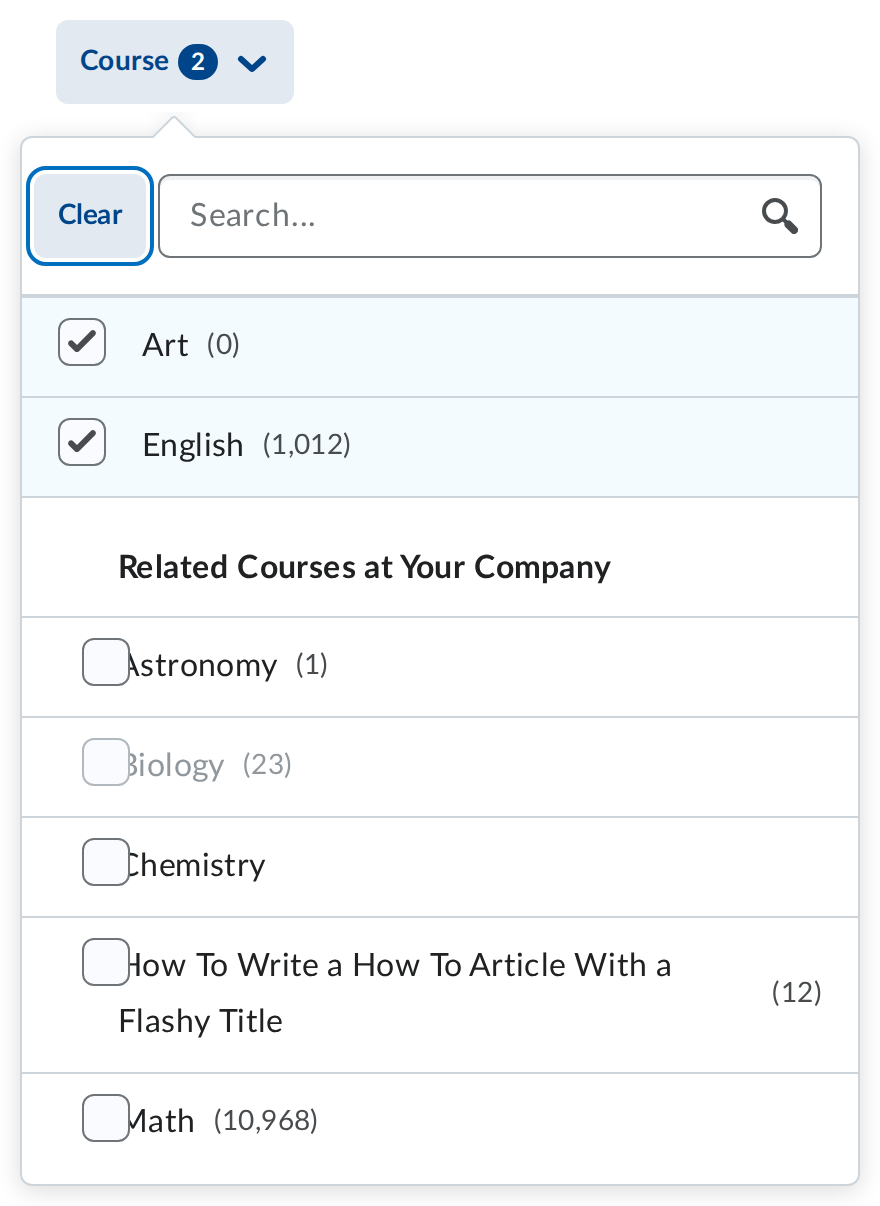 Course 2
Clear
Search...
Art (0)
English (1,012)
Related Courses at Your Company
Astronomy (1)
Biology (23)
Chemistry
How To Write a How To Article With a
Flashy Title
(12)
Math (10,968)